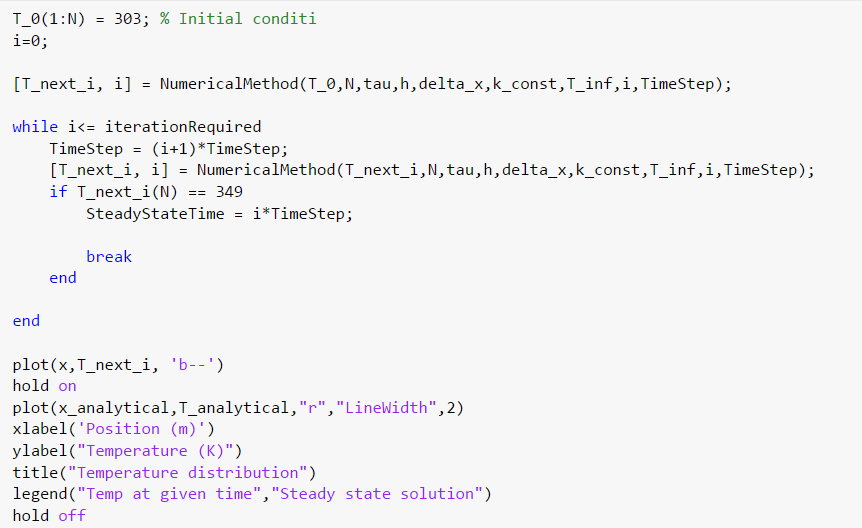 T_0(1:N) = 303; % Initial conditi
i=0;
[T_next_i, i] = NumericalMethod(T_0,N,tau,h,delta_x,k_const,T_inf,i,TimeStep);
while i<= iterationRequired
TimeStep = (i+1)*TimeStep;
[T_next_i, i] = NumericalMethod(T_next_i,N,tau,h,delta_x,k_const,T_inf,i,TimeStep);
if T_next_i(N) == 349
SteadyStateTime = i*TimeStep;
break
end
end
plot(x,T_next_i, 'b--')
hold on
plot(x_analytical,T_analytical,"r","LineWidth",2)
xlabel('Position (m)')
ylabel("Temperature (K)")
title("Temperature distribution")
legend("Temp at given time","Steady state solution")
hold off